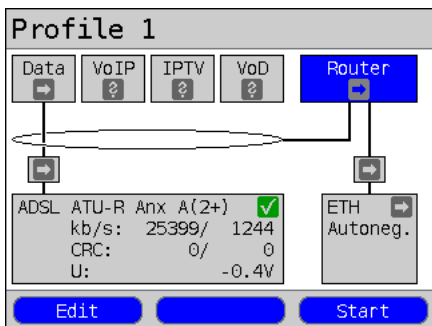 Profile 1
Data VoIP IPTV VoD Router
? ? ?
ADSL ATU-R Anx A(2+)
kb/s: 25399/ 1244
CRC: 0/ 0
U: -0.4V
ETH
Autoneg.
Edit Start